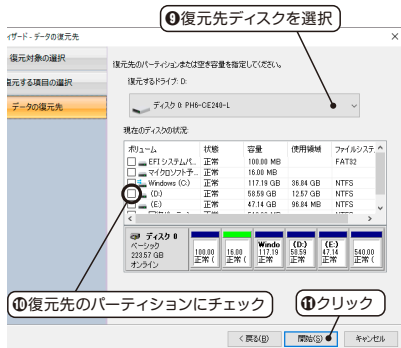 ❾復元先ディスクを選択
ィザード - データの復元先
復元対象の選択
復元する項目の選択
データの復元先
復元先のパーティションまたは空き容量を指定してください。
復元するドライブ: D:
ディスク 0: PH6-CE240-L
現在のディスクの状況:
ボリューム 状態 容量 使用領域 ファイルシステ..
EFI システムパ.. 正常 100.00 MB FAT32
マイクロソフト予.. 正常 16.00 MB
Windows (C:) 正常 117.19 GB 36.84 GB NTFS
(D:) 正常 58.59 GB 12.57 GB NTFS
(E:) 正常 47.14 GB 96.84 MB NTFS
ディスク 0
ベーシック
223.57 GB
オンライン
100.00
正常 (
16.00
正常 (
Windo
117.19
正常
(D:)
58.59
正常
(E:)
47.14
正常
540.00
正常 (
❿復元先のパーティションにチェック
⓫クリック
< 戻る(B)
開始(S)
キャンセル